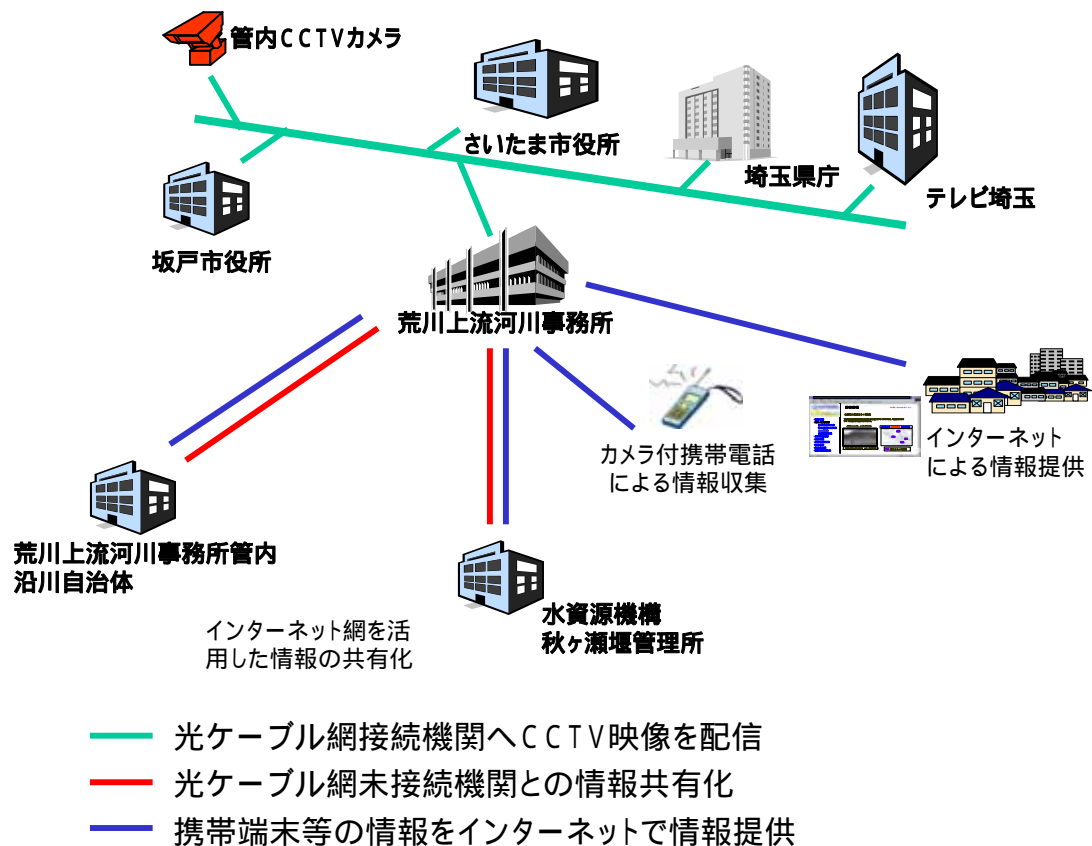 管内CCTVカメラ
さいたま市役所
埼玉県庁
テレビ埼玉
坂戸市役所
荒川上流河川事務所
カメラ付携帯電話
による情報収集
インターネット
による情報提供
荒川上流河川事務所管内
沿川自治体
水資源機構
秋ヶ瀬堰管理所
インターネット網を活
用した情報の共有化
光ケーブル網接続機関へCCTV映像を配信
光ケーブル網未接続機関との情報共有化
携帯端末等の情報をインターネットで情報提供